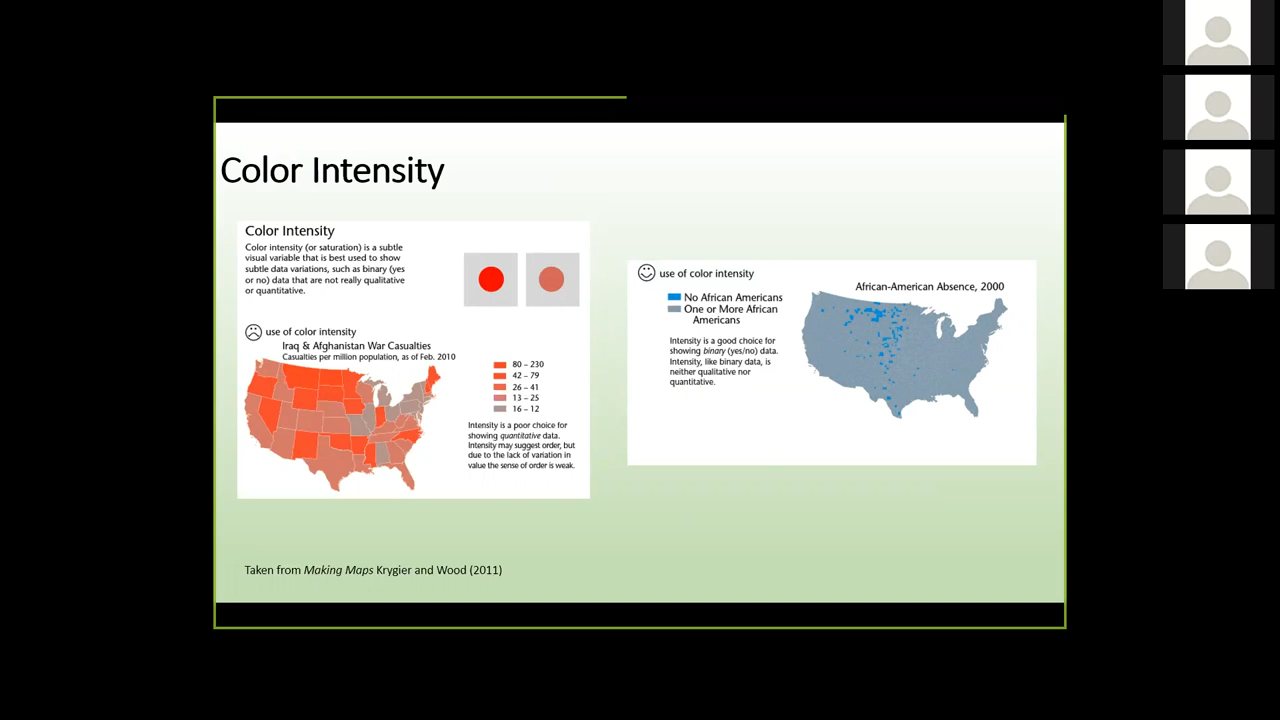 Color Intensity
Color Intensity
Color intensity (or saturation) is a subtle
visual variable that is best used to show
subtle data variations, such as binary (yes
or no) data that are not really qualitative
or quantitative.
use of color intensity
Iraq & Afghanistan War Casualties
Casualties per million population, as of Feb. 2010
80 – 230
42 – 79
26 – 41
13 – 25
16 – 12
Intensity is a poor choice for
showing quantitative data.
Intensity may suggest order, but
due to the lack of variation in
value the sense of order is weak.
use of color intensity
African-American Absence, 2000
No African Americans
One or More African
Americans
Intensity is a good choice for
showing binary (yes/no) data.
Intensity, like binary data, is
neither qualitative nor
quantitative.
Taken from Making Maps Krygier and Wood (2011)